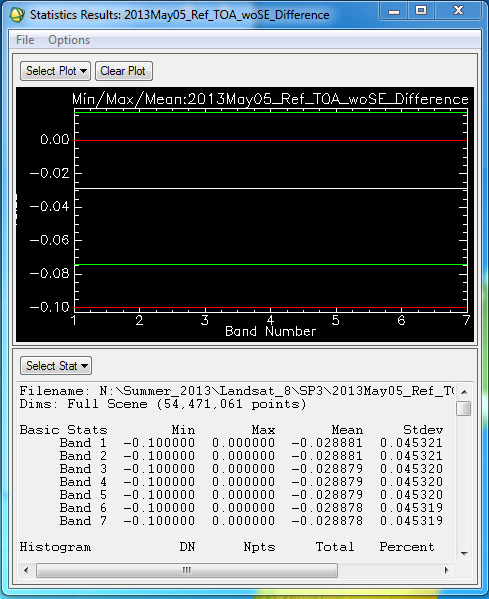 Statistics Results: 2013May05_Ref_TOA_woSE_Difference
File Options
Select Plot Clear Plot
Min/Max/Mean:2013May05_Ref_TOA_woSE_Difference
0.00
-0.02
-0.04
-0.06
-0.08
-0.10
1 2 3 4 5 6 7
Band Number
Select Stat
Filename: N:\Summer_2013\Landsat_8\SP3\2013May05_Ref_TO
Dims: Full Scene (54,471,061 points)
Basic Stats Min Max Mean Stdev
Band 1 -0.100000 0.000000 -0.028881 0.045321
Band 2 -0.100000 0.000000 -0.028881 0.045321
Band 3 -0.100000 0.000000 -0.028879 0.045320
Band 4 -0.100000 0.000000 -0.028879 0.045320
Band 5 -0.100000 0.000000 -0.028879 0.045320
Band 6 -0.100000 0.000000 -0.028878 0.045319
Band 7 -0.100000 0.000000 -0.028878 0.045319
Histogram DN Npts Total Percent